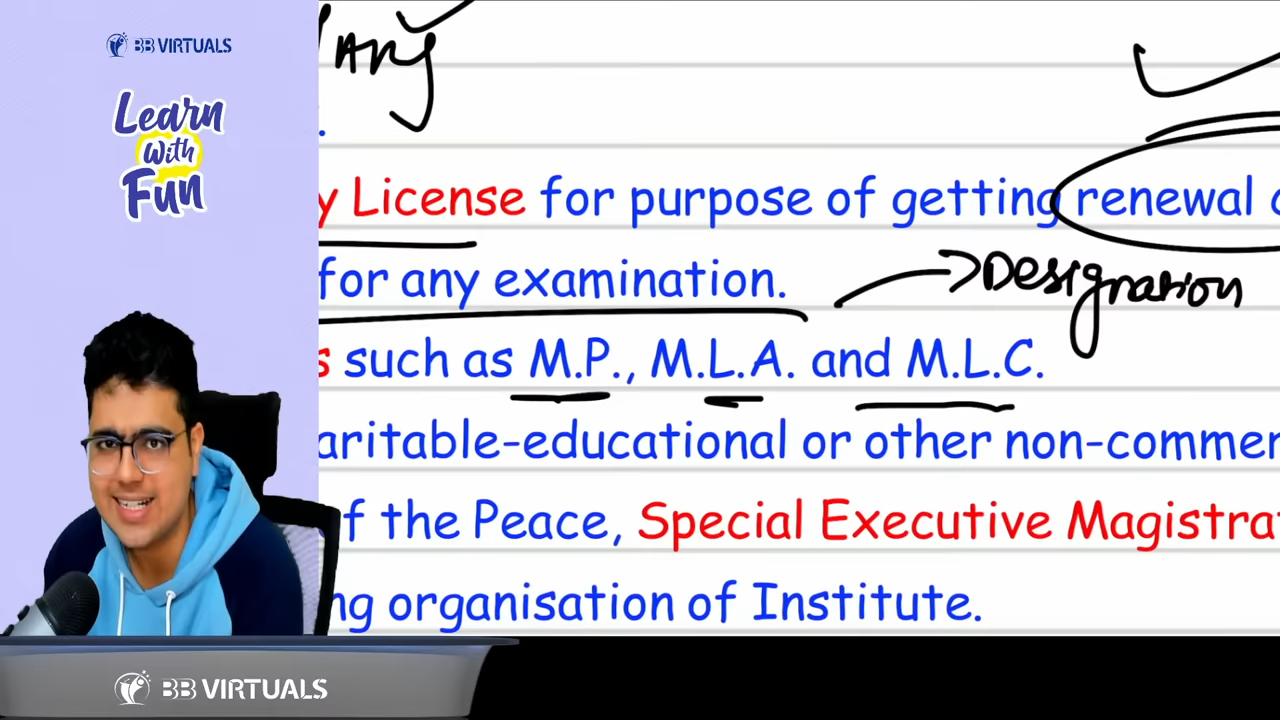 BB VIRTUALS
Learn
With
Fun
y License for purpose of getting renewal
for any examination.
Designation
s such as M.P., M.L.A. and M.L.C.
aritable-educational or other non-commer
f the Peace, Special Executive Magistra
ng organisation of Institute.
BB VIRTUALS